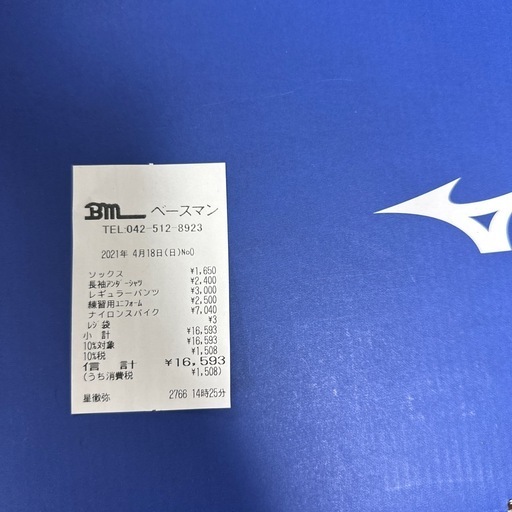 BM ベースマン
TEL:042-512-8923
2021年 4月18日(日)No0
ソックス ¥1,650
長袖ｱﾝﾀﾞｰｼｬﾂ ¥2,400
レギュラーパンツ ¥3,000
練習用ﾕﾆﾌｫｰﾑ ¥2,500
ナイロンスパイク ¥7,040
ﾚｼﾞ袋 ¥3
小 計 ¥16,593
10%対象 ¥16,593
10%税 ¥1,508
信 計 ¥16,593
(うち消費税 ¥1,508)
星徹弥 2766 14時25分